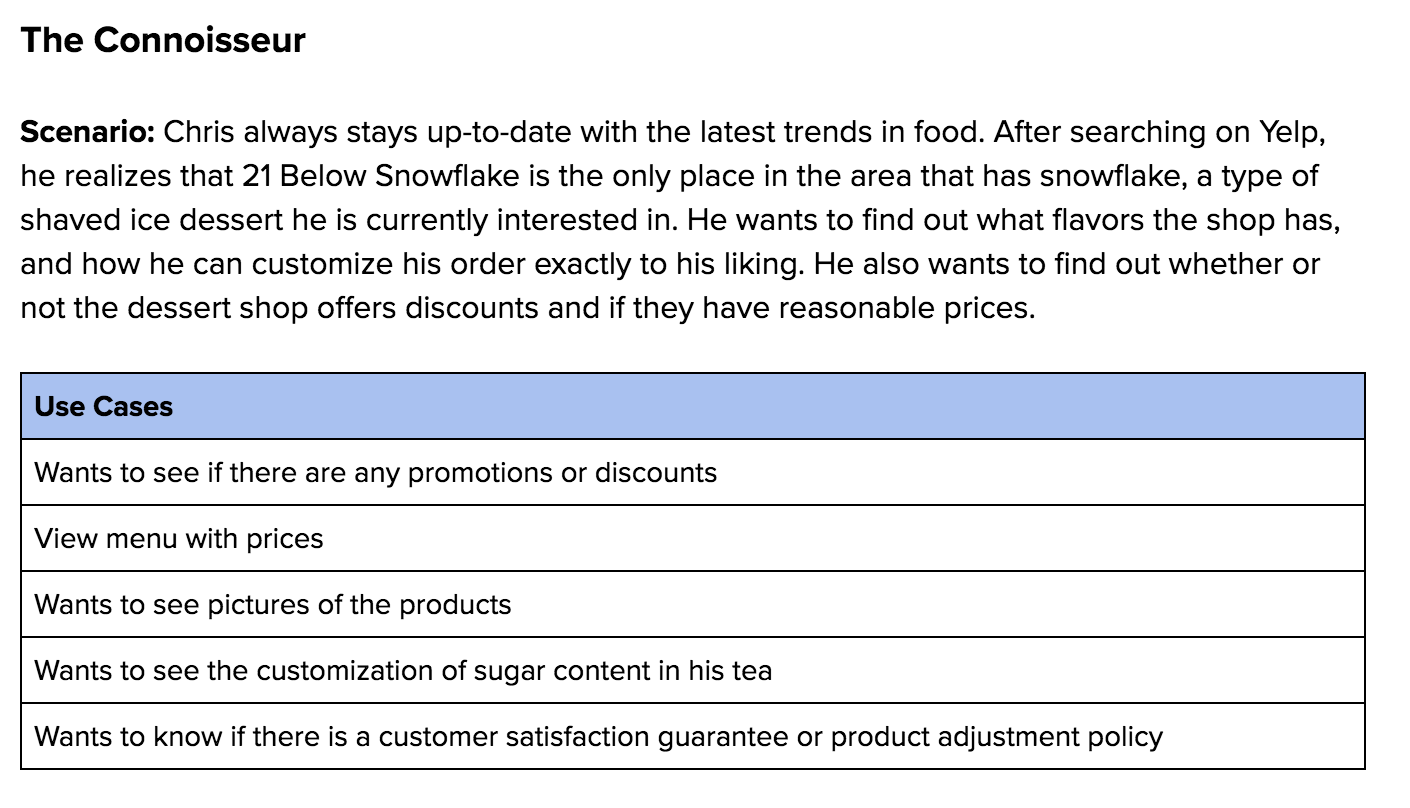 The Connoisseur
Scenario: Chris always stays up-to-date with the latest trends in food. After searching on Yelp,
he realizes that 21 Below Snowflake is the only place in the area that has snowflake, a type of
shaved ice dessert he is currently interested in. He wants to find out what flavors the shop has,
and how he can customize his order exactly to his liking. He also wants to find out whether or
not the dessert shop offers discounts and if they have reasonable prices.
Use Cases
Wants to see if there are any promotions or discounts
View menu with prices
Wants to see pictures of the products
Wants to see the customization of sugar content in his tea
Wants to know if there is a customer satisfaction guarantee or product adjustment policy